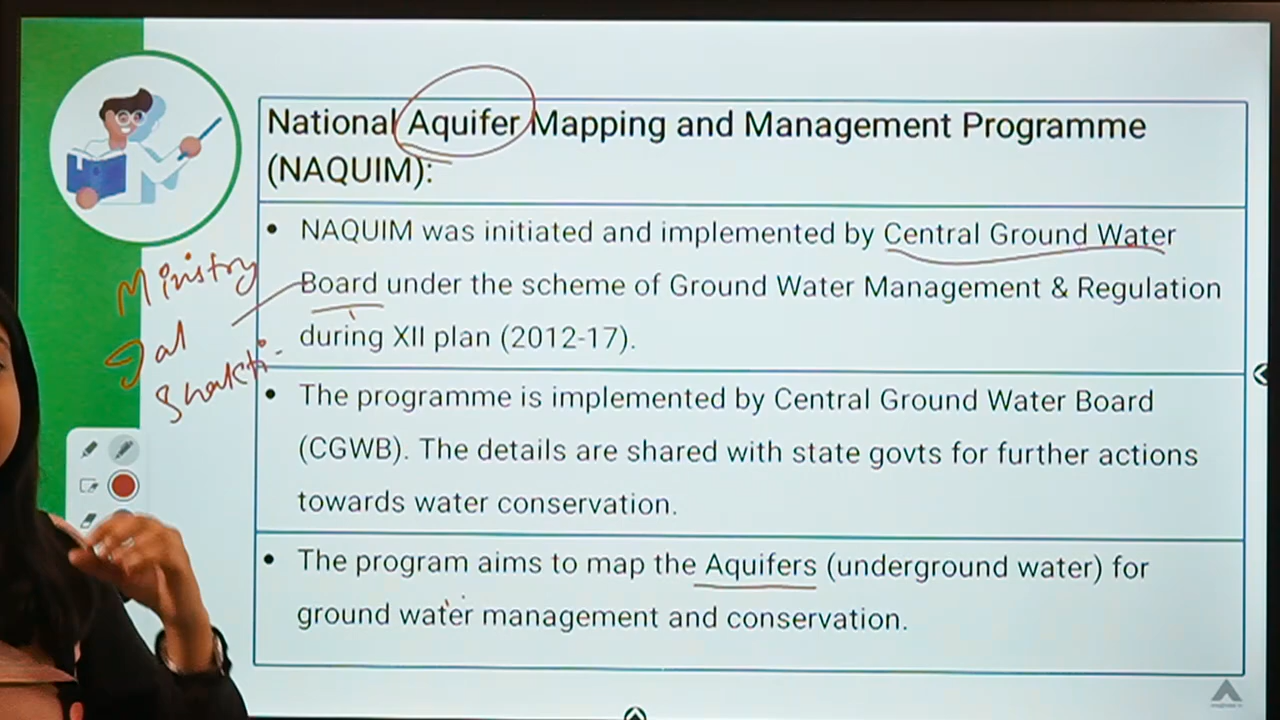 National Aquifer Mapping and Management Programme
(NAQUIM):
• NAQUIM was initiated and implemented by Central Ground Water
Board under the scheme of Ground Water Management & Regulation
during XII plan (2012-17).
Ministry
Jal
Shakti
• The programme is implemented by Central Ground Water Board
(CGWB). The details are shared with state govts for further actions
towards water conservation.
• The program aims to map the Aquifers (underground water) for
ground water management and conservation.